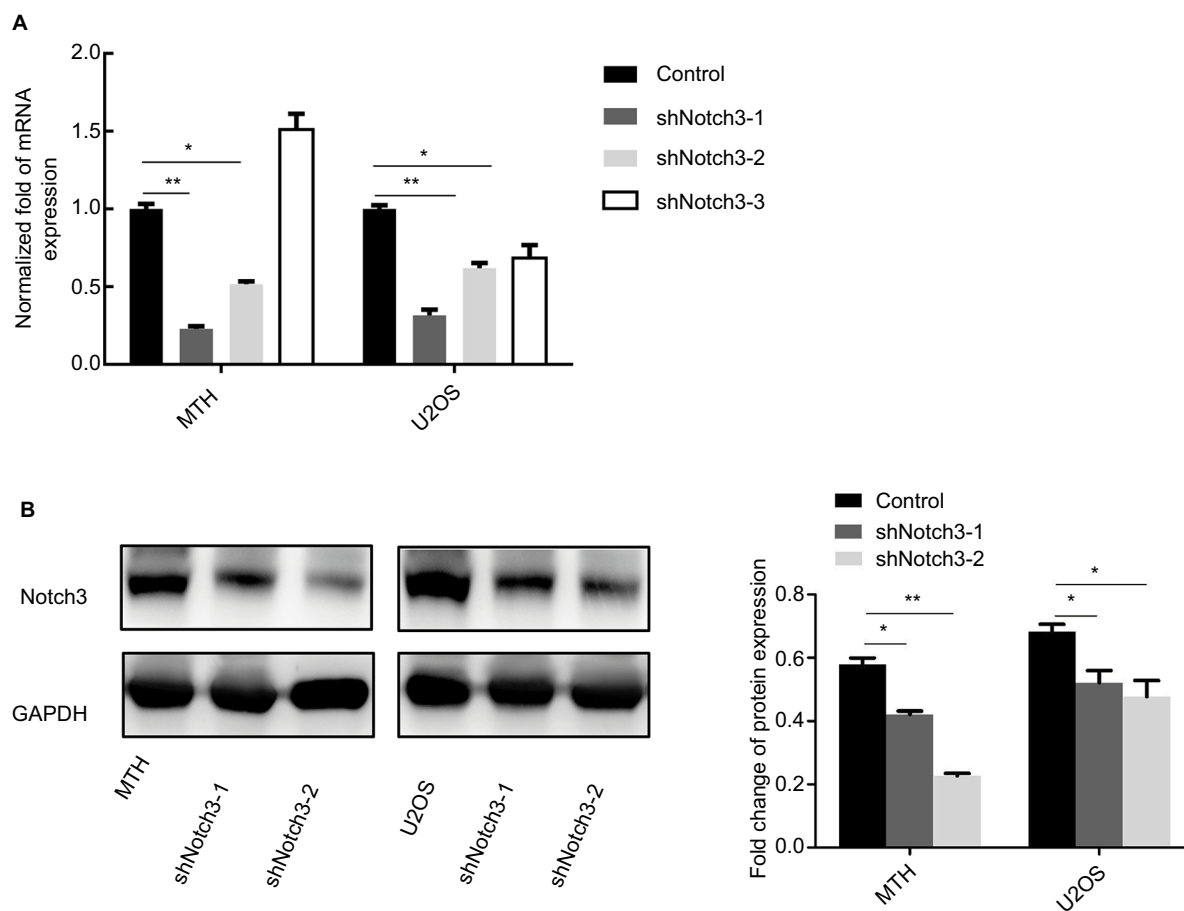 A
Normalized fold of mRNA
expression
2.0
1.5
1.0
0.5
0.0
*
**
*
**
MTH
U2OS
Control
shNotch3-1
shNotch3-2
shNotch3-3
B
Notch3
GAPDH
MTH
shNotch3-1
shNotch3-2
U2OS
shNotch3-1
shNotch3-2
Control
shNotch3-1
shNotch3-2
Fold change of protein expression
0.8
0.6
0.4
0.2
0.0
**
*
*
*
MTH
U2OS